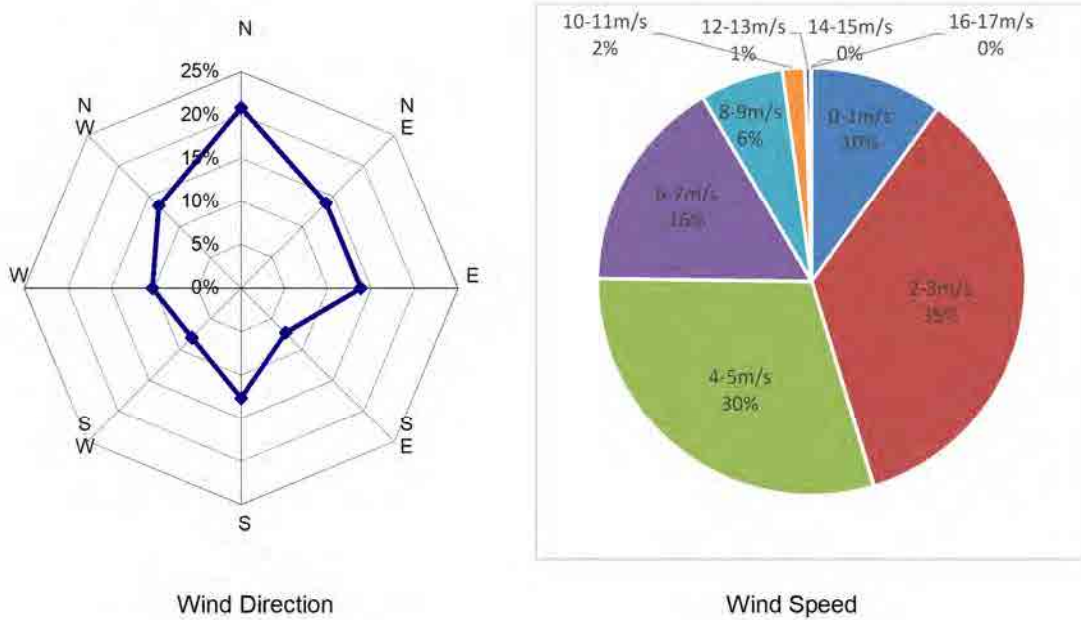 N
25%
20%
15%
10%
5%
0%
N
W
N
E
W
E
S
W
S
E
S
Wind Direction
10-11m/s
2%
12-13m/s
1%
14-15m/s
0%
16-17m/s
0%
8-9m/s
6%
0-1m/s
10%
6-7m/s
16%
2-3m/s
35%
4-5m/s
30%
Wind Speed